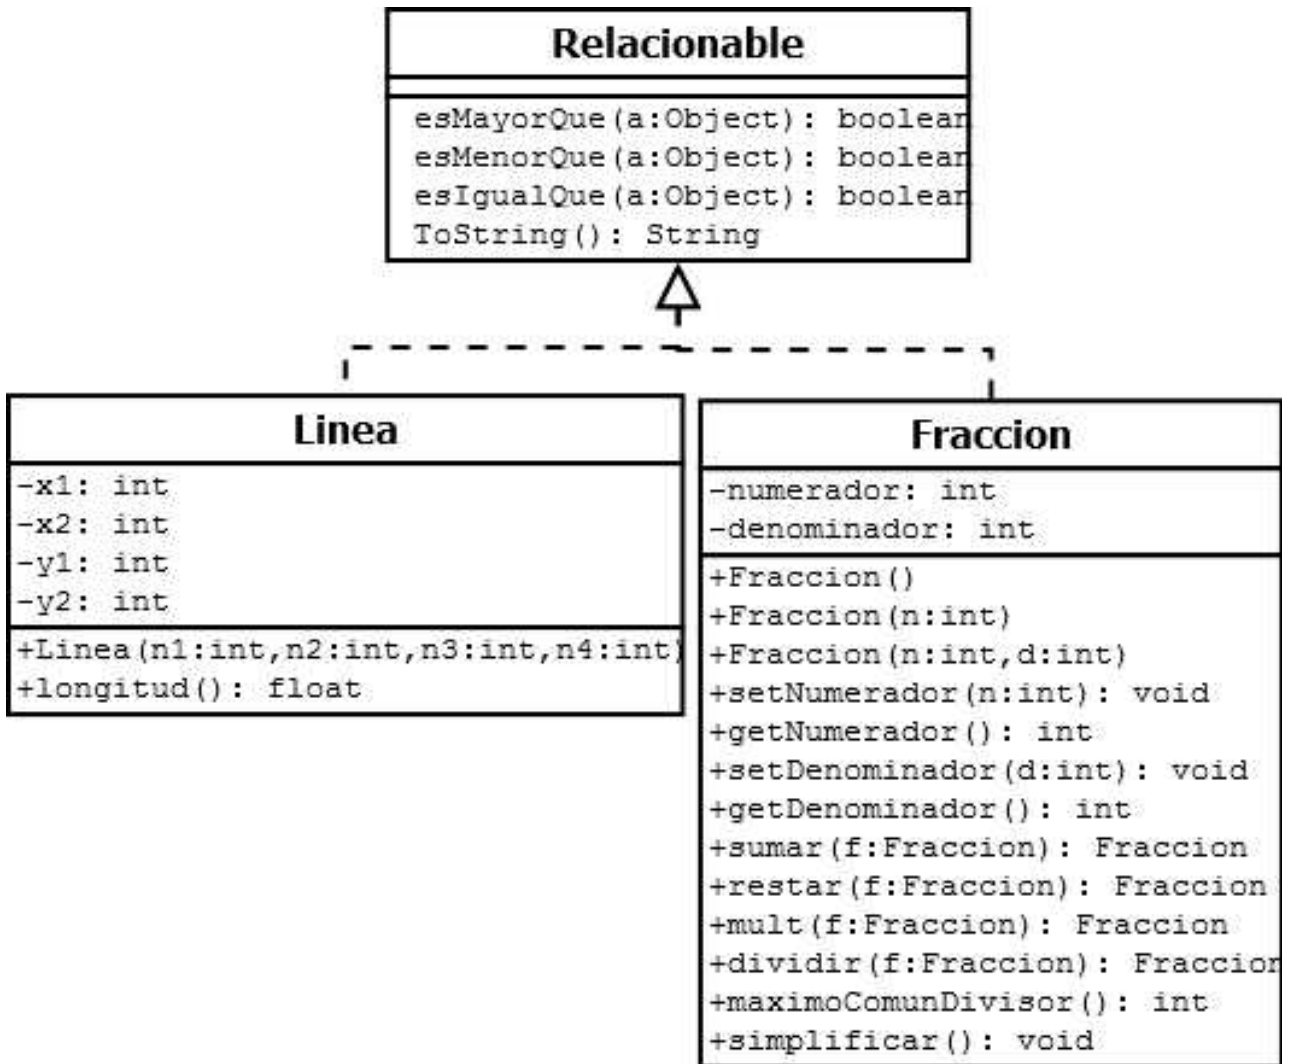 Relacionable
esMayorQue(a:Object): boolean
esMenorQue(a:Object): boolean
esIgualQue(a:Object): boolean
ToString(): String
Linea
-x1: int
-x2: int
-y1: int
-y2: int
+Linea(n1:int,n2:int,n3:int,n4:int)
+longitud(): float
Fraccion
-numerador: int
-denominador: int
+Fraccion()
+Fraccion(n:int)
+Fraccion(n:int,d:int)
+setNumerador(n:int): void
+getNumerador(): int
+setDenominador(d:int): void
+getDenominador(): int
+sumar(f:Fraccion): Fraccion
+restar(f:Fraccion): Fraccion
+mult(f:Fraccion): Fraccion
+dividir(f:Fraccion): Fraccion
+maximoComunDivisor(): int
+simplificar(): void